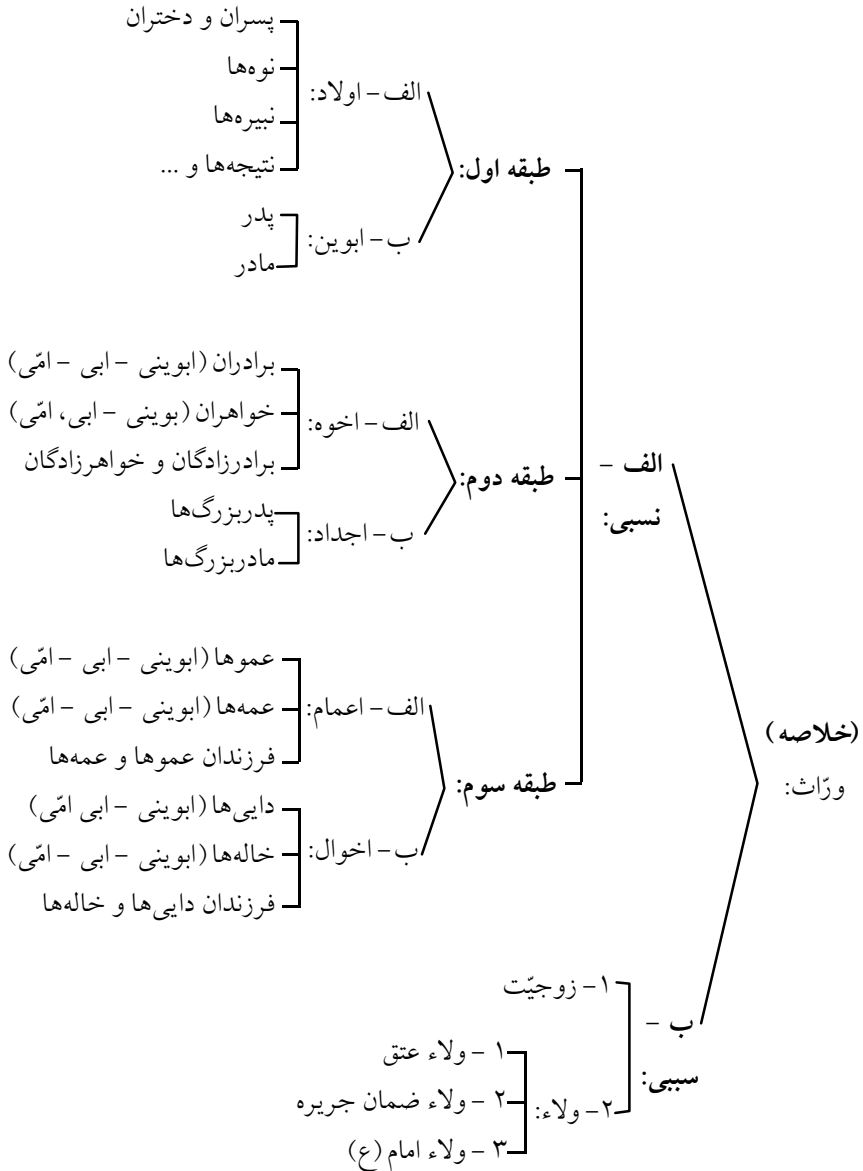 (خلاصه)
ورّاث:
الف –
نسبی:
طبقه اول:
الف – اولاد:
پسران و دختران
نوه‌ها
نبیره‌ها
نتیجه‌ها و ...
ب – ابوین:
پدر
مادر
طبقه دوم:
الف – اخوه:
برادران (ابوینی – ابی – امّی)
خواهران (بوینی – ابی، امّی)
برادرزادگان و خواهرزادگان
ب – اجداد:
پدربزرگ‌ها
مادربزرگ‌ها
طبقه سوم:
الف – اعمام:
عموها (ابوینی – ابی – امّی)
عمه‌ها (ابوینی – ابی – امّی)
فرزندان عموها و عمه‌ها
ب – اخوال:
دایی‌ها (ابوینی – ابی امّی)
خاله‌ها (ابوینی – ابی – امّی)
فرزندان دایی‌ها و خاله‌ها
ب –
سببی:
۱ – زوجیّت
۲ – ولاء:
۱ – ولاء عتق
۲ – ولاء ضمان جریره
۳ – ولاء امام (ع)